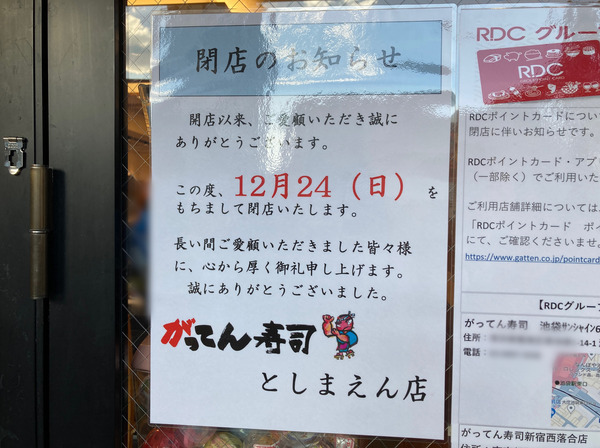 閉店のお知らせ
開店以来、ご愛顧いただき誠に
ありがとうございます。
この度、12月24(日)を
もちまして閉店いたします。
長い間ご愛顧いただきました皆々様
に、心から厚く御礼申し上げます。
誠にありがとうございました。
がってん寿司
としまえん店
RDC グルー
RDC
RDCポイントカードについ
閉店に伴いお知らせです。
RDCポイントカード・アプ
(一部除く)でご利用いた
ご利用店舗詳細については
「RDCポイントカード ポイ
にて、ご確認くださいませ。
https://www.gatten.co.jp/pointcard
【RDCグルー
がってん寿司 池袋サンシャイン6
住所:
14-1
電話:
がってん寿司新宿西落合店